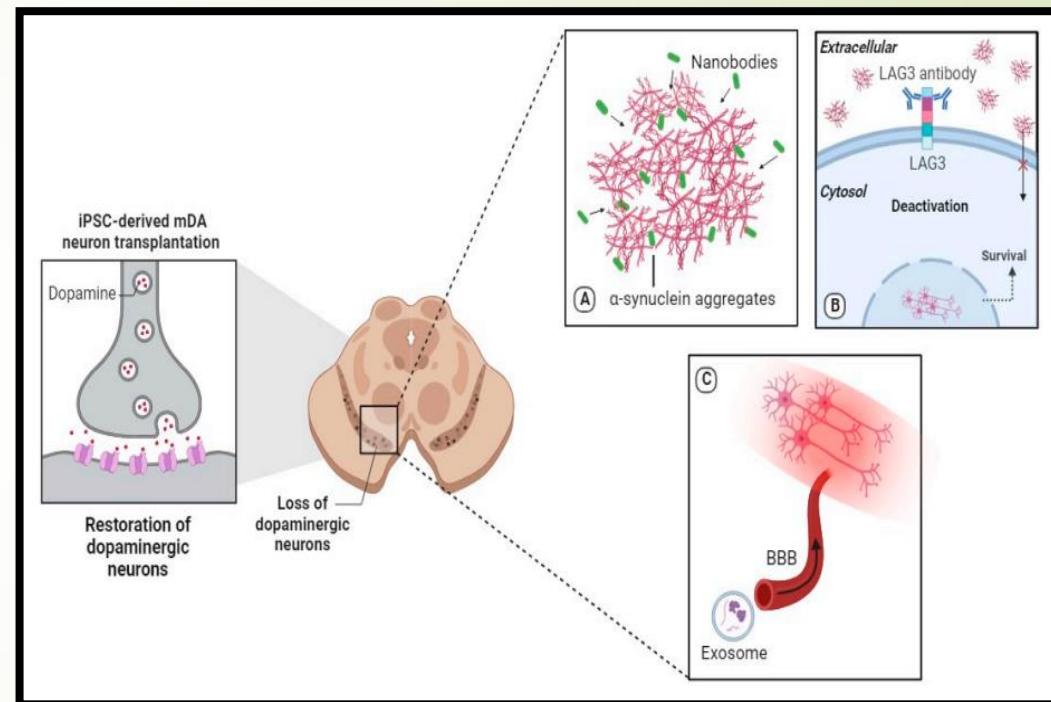 iPSC-derived mDA
neuron transplantation
Dopamine
Restoration of
dopaminergic
neurons
Loss of
dopaminergic
neurons
Nanobodies
A
α-synuclein aggregates
Extracellular
LAG3 antibody
LAG3
Cytosol
Deactivation
Survival
B
C
BBB
Exosome